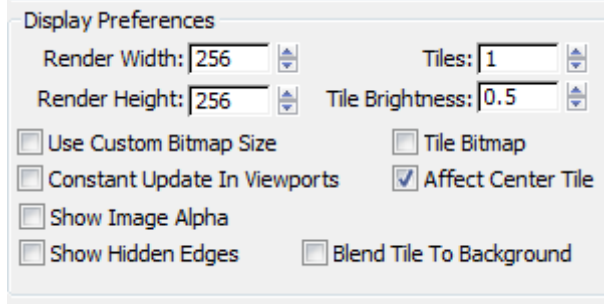 Display Preferences
Render Width: 256 Tiles: 1
Render Height: 256 Tile Brightness: 0.5
Use Custom Bitmap Size Tile Bitmap
Constant Update In Viewports Affect Center Tile
Show Image Alpha
Show Hidden Edges Blend Tile To Background